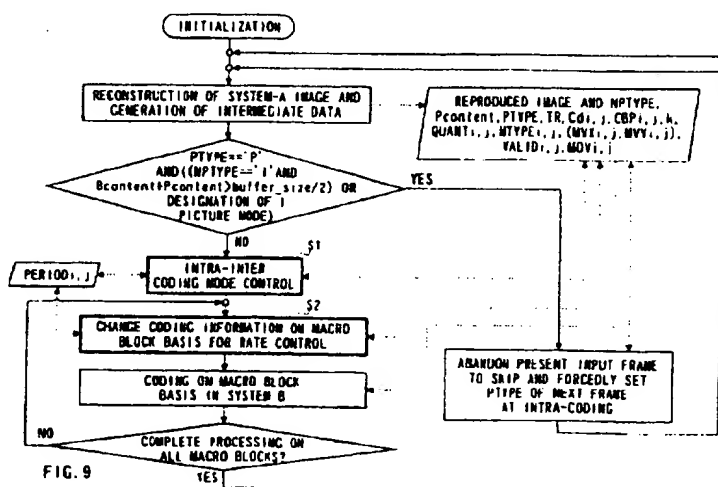 INITIALIZATION
RECONSTRUCTION OF SYSTEM-A IMAGE AND
GENERATION OF INTERMEDIATE DATA
REPRODUCED IMAGE AND NPTYPE,
Pcontent, PTYPE, TR, Cdi, j, CBPi, j, k,
QUANTi, j, MTYPEi, j, (MVXi, j, MVYi, j),
VALIDi, j, MOVi, j
PTYPE=='P'
AND((NPTYPE=='I' AND
Bcontent+Pcontent>buffer_size/2) OR
DESIGNATION OF I
PICTURE MODE)
YES
NO
S1
INTRA-INTER
CODING MODE CONTROL
PERIODi, j
S2
CHANGE CODING INFORMATION ON MACRO
BLOCK BASIS FOR RATE CONTROL
CODING ON MACRO BLOCK
BASIS IN SYSTEM B
ABANDON PRESENT INPUT FRAME
TO SKIP AND FORCEDLY SET
PTYPE OF NEXT FRAME
AT INTRA-CODING
NO
COMPLETE PROCESSING ON
ALL MACRO BLOCKS?
YES
FIG. 9